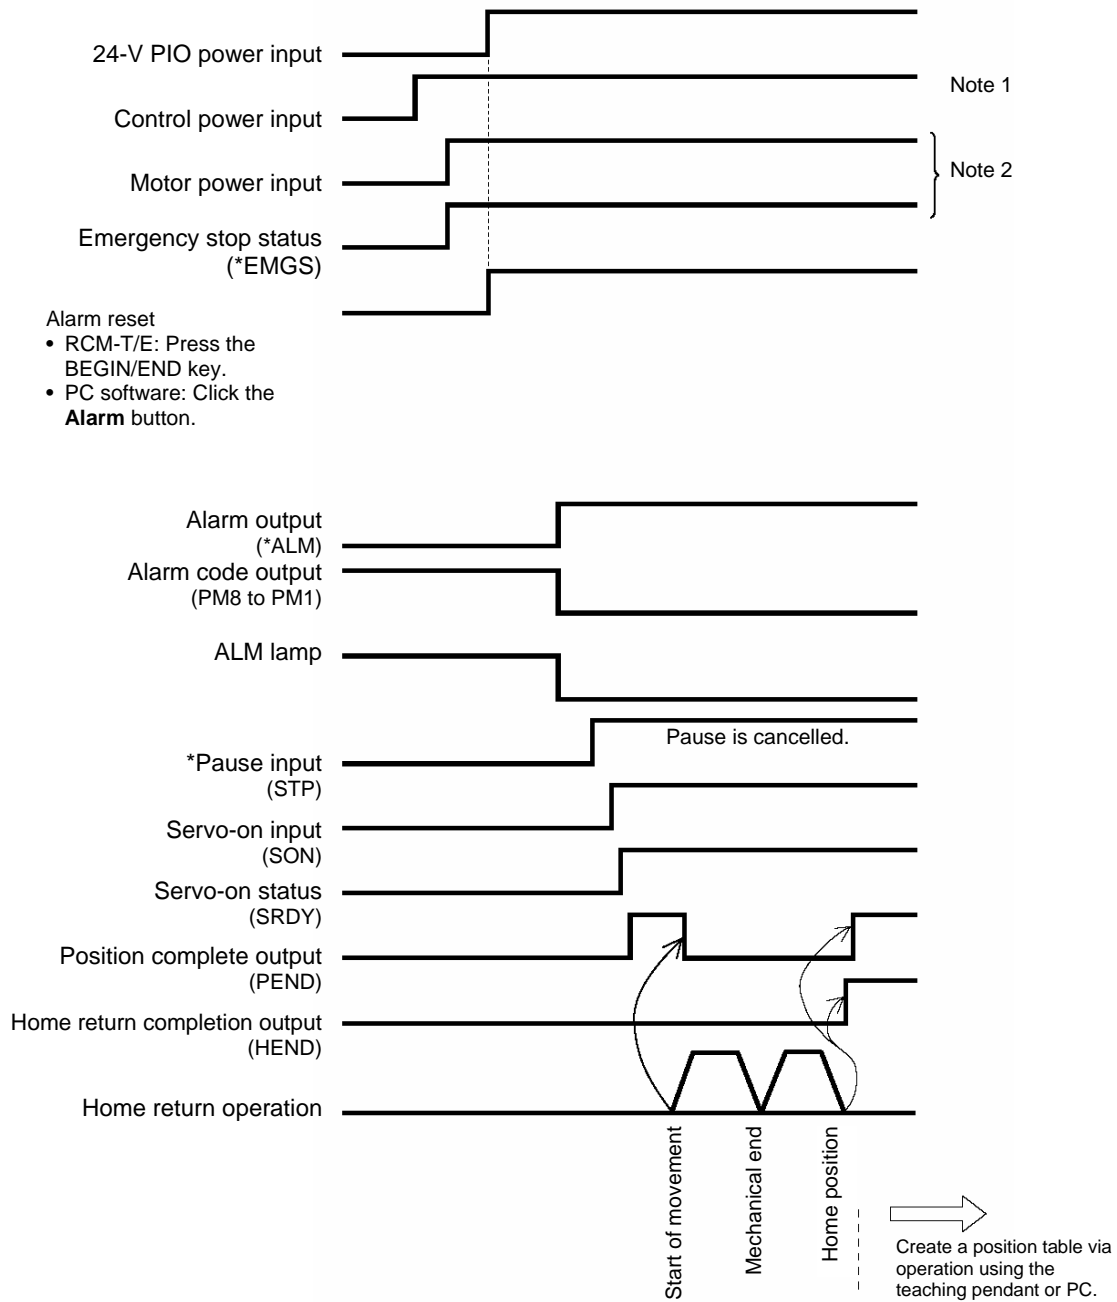 24-V PIO power input
Note 1
Control power input
Note 2
Motor power input
Emergency stop status
(*EMGS)
Alarm reset
• RCM-T/E: Press the
BEGIN/END key.
• PC software: Click the
Alarm button.
Alarm output
(*ALM)
Alarm code output
(PM8 to PM1)
ALM lamp
Pause is cancelled.
*Pause input
(STP)
Servo-on input
(SON)
Servo-on status
(SRDY)
Position complete output
(PEND)
Home return completion output
(HEND)
Home return operation
Start of movement
Mechanical end
Home position
Create a position table via
operation using the
teaching pendant or PC.